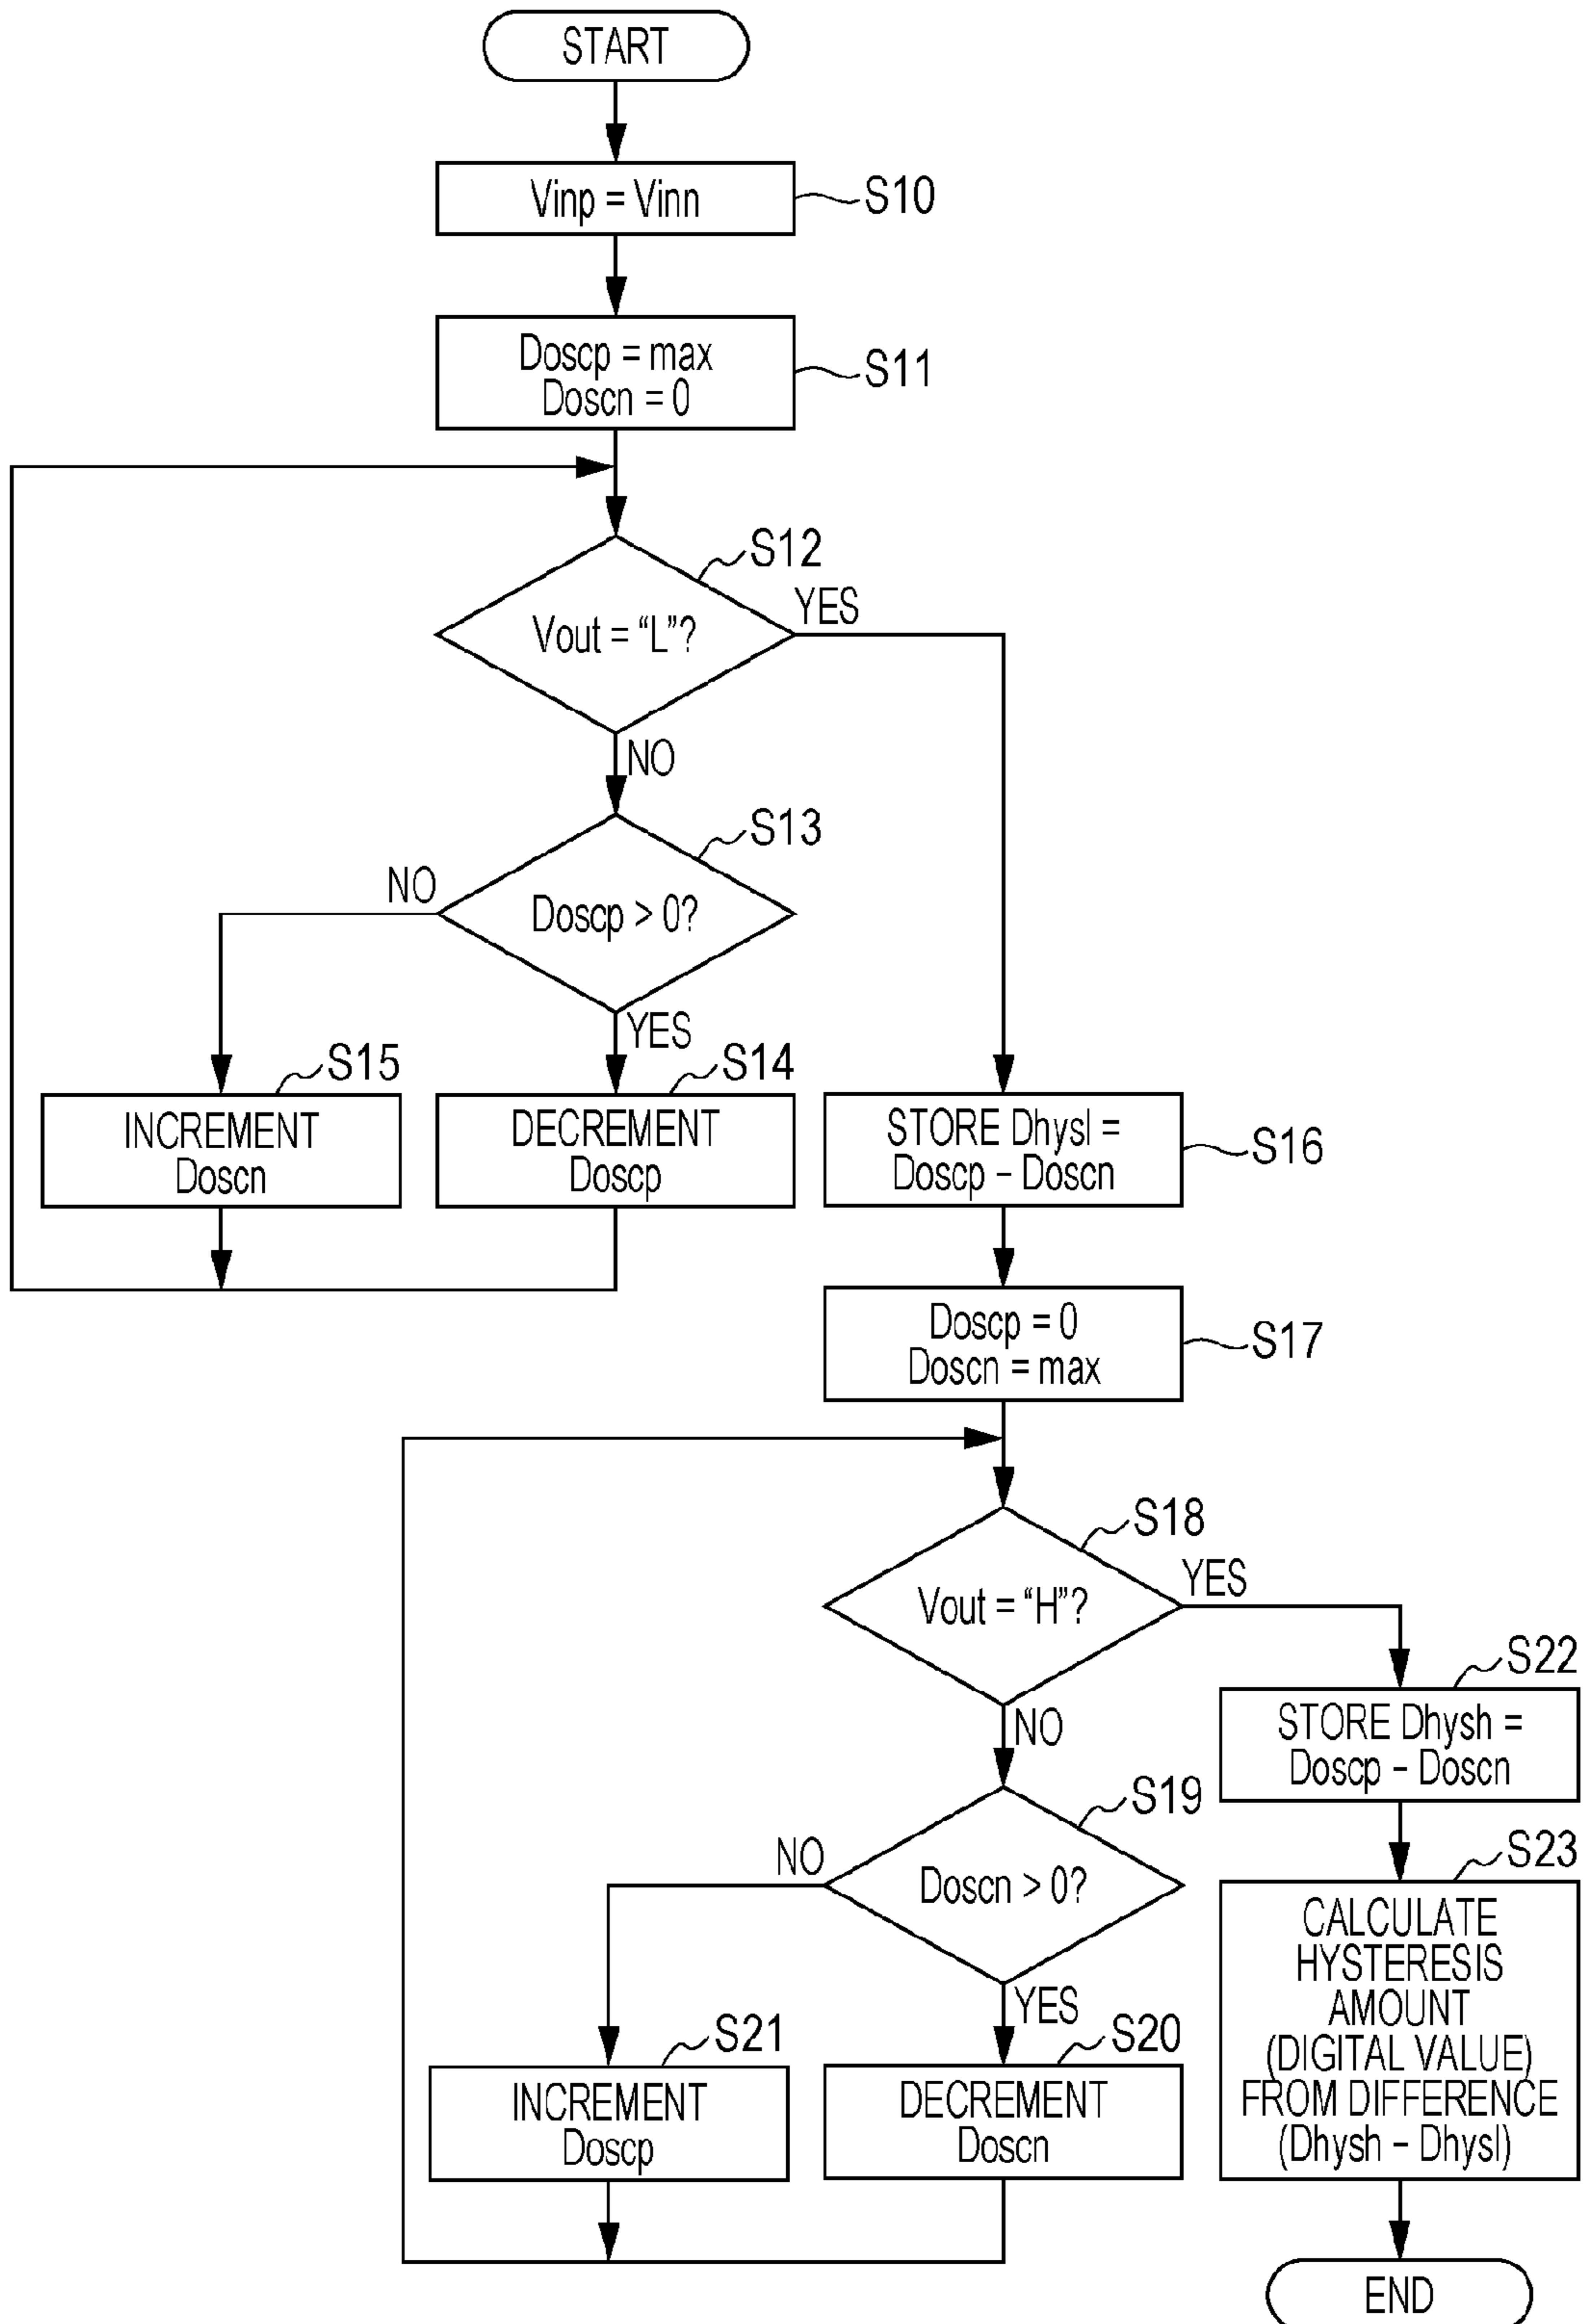 START
Vinp = Vinn
S10
Doscp = max
Doscn = 0
S11
S12
Vout = “L”?
YES
NO
S13
Doscp > 0?
NO
YES
S15
INCREMENT
Doscn
S14
DECREMENT
Doscp
STORE Dhysl =
Doscp – Doscn
S16
Doscp = 0
Doscn = max
S17
S18
Vout = “H”?
YES
NO
S22
STORE Dhysh =
Doscp – Doscn
S19
Doscn > 0?
NO
YES
S23
CALCULATE
HYSTERESIS
AMOUNT
(DIGITAL VALUE)
FROM DIFFERENCE
(Dhysh – Dhysl)
S21
INCREMENT
Doscp
S20
DECREMENT
Doscn
END